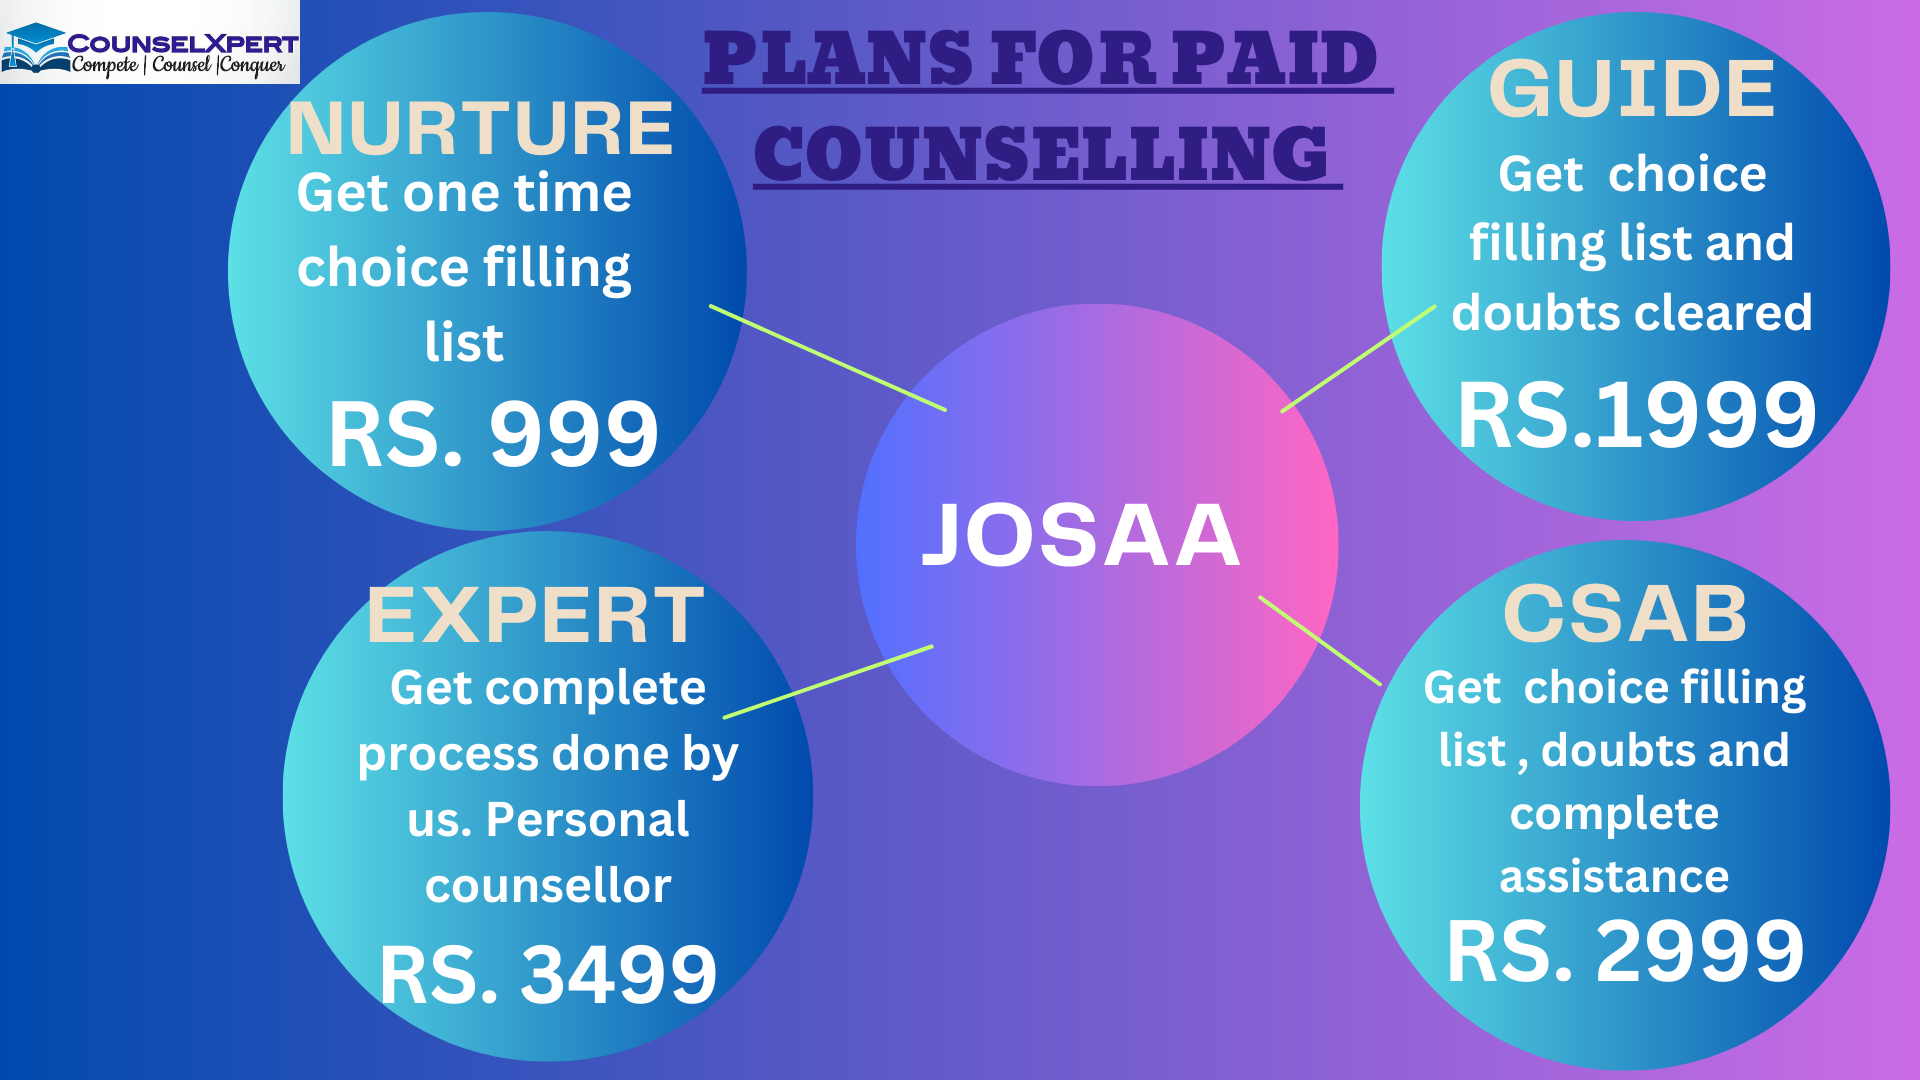 COUNSELXPERT
Compete | Counsel |Conquer
PLANS FOR PAID
COUNSELLING
NURTURE
Get one time
choice filling
list
RS. 999
GUIDE
Get choice
filling list and
doubts cleared
RS.1999
JOSAA
EXPERT
Get complete
process done by
us. Personal
counsellor
RS. 3499
CSAB
Get choice filling
list , doubts and
complete
assistance
RS. 2999